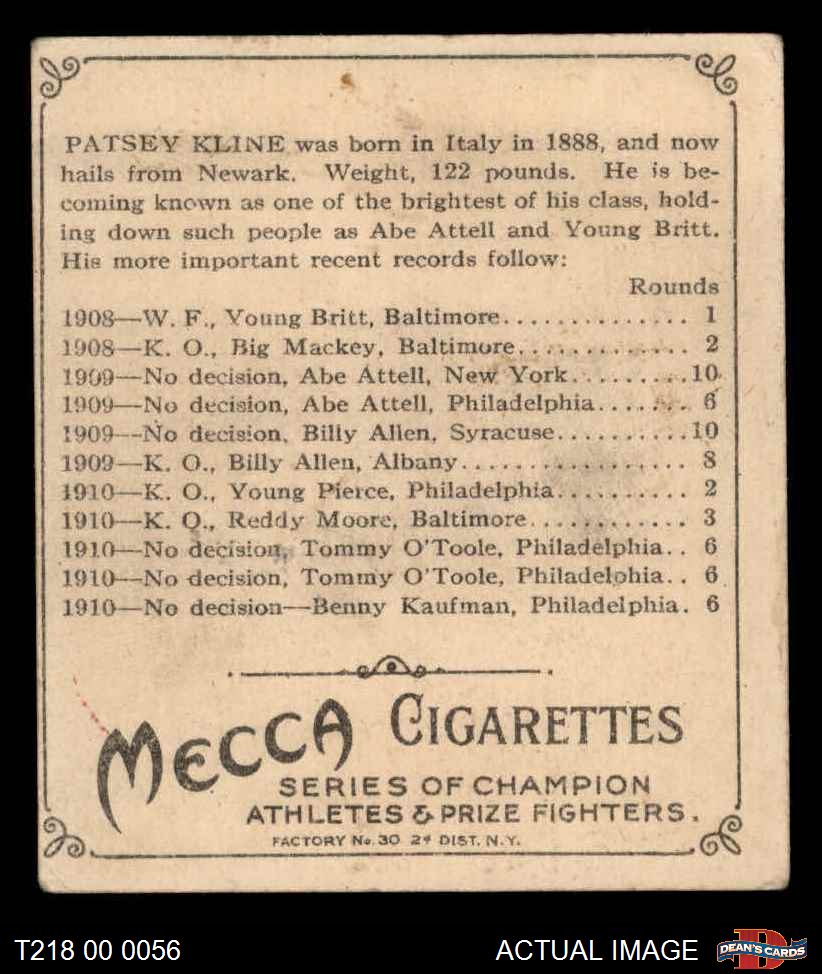 PATSEY KLINE was born in Italy in 1888, and now
hails from Newark. Weight, 122 pounds. He is be-
coming known as one of the brightest of his class, hold-
ing down such people as Abe Attell and Young Britt.
His more important recent records follow:
Rounds
1908—W. F., Young Britt, Baltimore.............. 1
1908—K. O., Big Mackey, Baltimore............. 2
1909—No decision, Abe Attell, New York.........10
1909—No decision, Abe Attell, Philadelphia....... 6
1909—No decision, Billy Allen, Syracuse..........10
1909—K. O., Billy Allen, Albany................. 8
1910—K. O., Young Pierce, Philadelphia.......... 2
1910—K. O., Reddy Moore, Baltimore............ 3
1910—No decision, Tommy O'Toole, Philadelphia.. 6
1910—No decision, Tommy O'Toole, Philadelphia.. 6
1910—No decision—Benny Kaufman, Philadelphia. 6
MECCA CIGARETTES
SERIES OF CHAMPION
ATHLETES & PRIZE FIGHTERS.
FACTORY No. 30 2d DIST. N.Y.
T218 00 0056 ACTUAL IMAGE DEAN'S CARDS